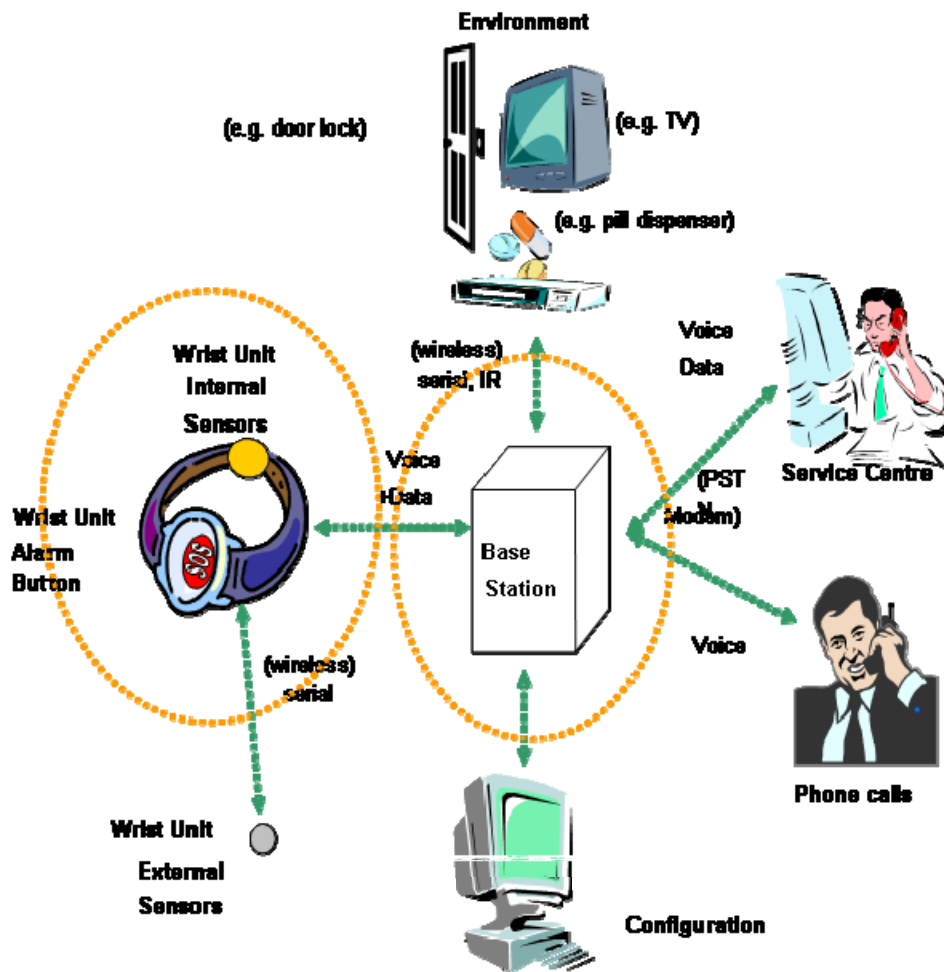 Environment
(e.g. door lock)
(e.g. TV)
(e.g. pill dispenser)
(wireless)
serial, IR
Voice
Data
Service Centre
Wrist Unit
Internal
Sensors
Voice
+Data
Wrist Unit
Alarm
Button
SOS
Base
Station
(PST
N
Modem)
(wireless)
serial
Voice
Phone calls
Wrist Unit
External
Sensors
Configuration